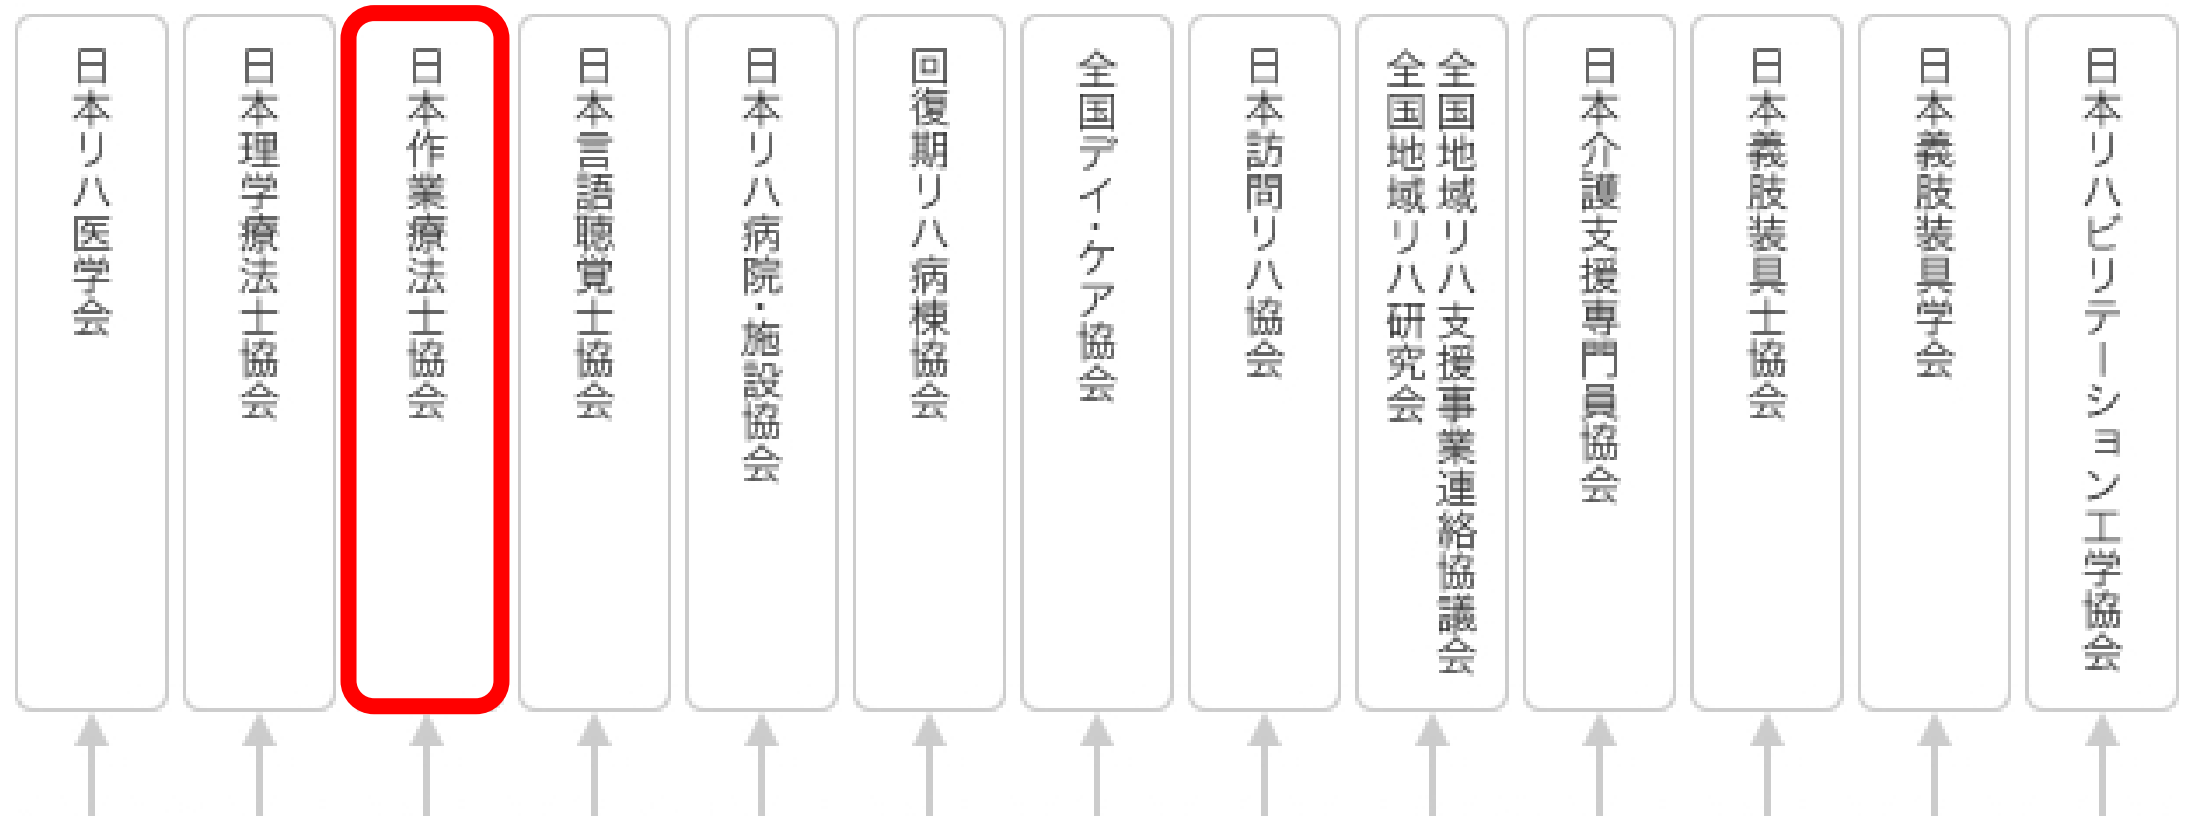 日本リハ医学会
日本理学療法士協会
日本作業療法士協会
日本言語聴覚士協会
日本リハ病院・施設協会
回復期リハ病棟協会
全国デイ・ケア協会
日本訪問リハ協会
全国地域リハ支援事業連絡協議会
全国地域リハ研究会
日本介護支援専門員協会
日本義肢装具士協会
日本義肢装具学会
日本リハビリテーション工学協会